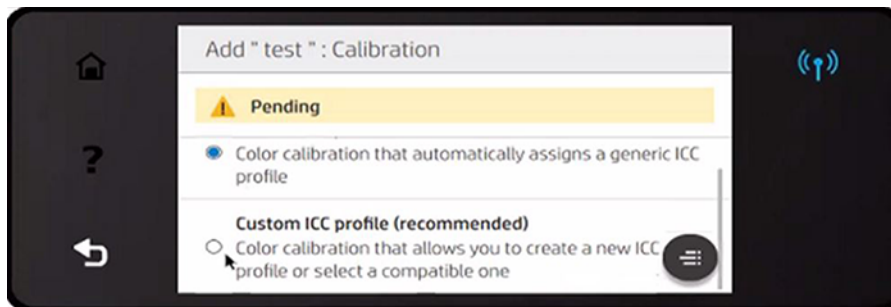 Add " test " : Calibration
Pending
Color calibration that automatically assigns a generic ICC
profile
Custom ICC profile (recommended)
Color calibration that allows you to create a new ICC
profile or select a compatible one
?